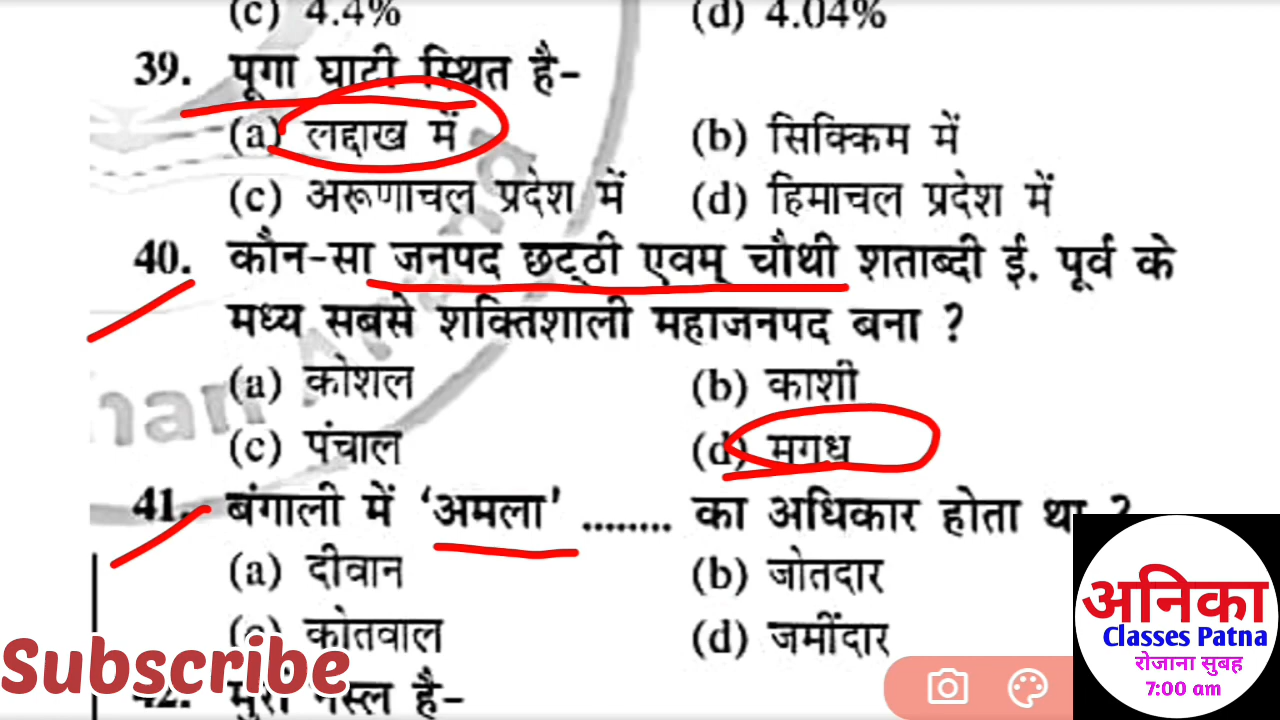 (c) 4.4% (d) 4.04%
39. पूगा घाटी स्थित है-
(a) लद्दाख में (b) सिक्किम में
(c) अरूणाचल प्रदेश में (d) हिमाचल प्रदेश में
40. कौन-सा जनपद छट्ठी एवम् चौथी शताब्दी ई. पूर्व के
मध्य सबसे शक्तिशाली महाजनपद बना ?
(a) कोशल (b) काशी
(c) पंचाल (d) मगध
41. बंगाली में ‘अमला’ ........ का अधिकार होता था ?
(a) दीवान (b) जोतदार
(c) कोतवाल (d) जमींदार
42. है-
Subscribe
अनिका
Classes Patna
रोजाना सुबह
7:00 am